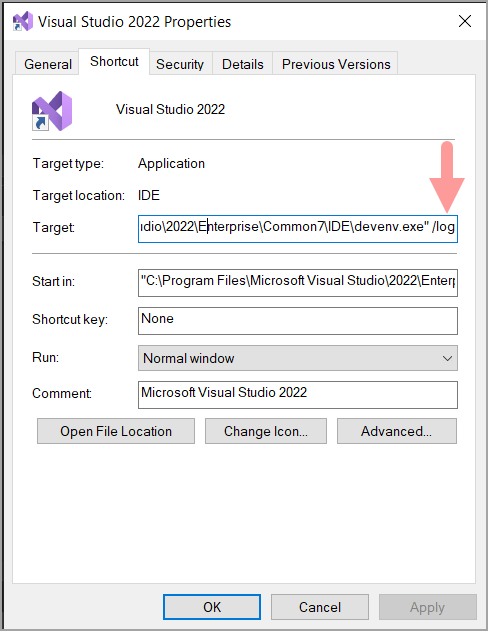 Visual Studio 2022 Properties
General Shortcut Security Details Previous Versions
Visual Studio 2022
Target type: Application
Target location: IDE
Target: udio\2022\Enterprise\Common7\IDE\devenv.exe" /log
Start in: "C:\Program Files\Microsoft Visual Studio\2022\Enterp
Shortcut key: None
Run: Normal window
Comment: Microsoft Visual Studio 2022
Open File Location Change Icon... Advanced...
OK Cancel Apply